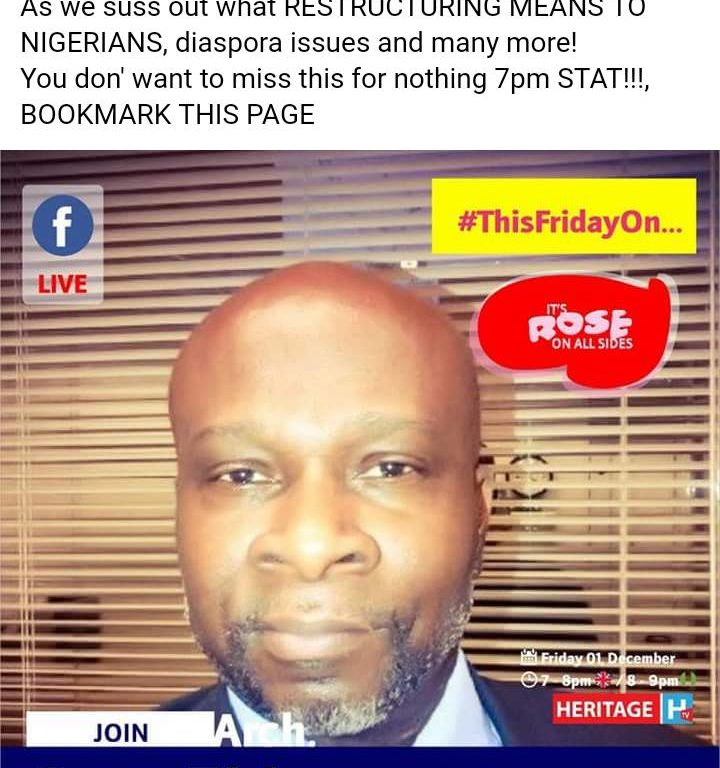 As we suss out what RESTRUCTURING MEANS TO
NIGERIANS, diaspora issues and many more!
You don' want to miss this for nothing 7pm STAT!!!,
BOOKMARK THIS PAGE
f
LIVE
#ThisFridayOn...
IT'S
ROSE
ON ALL SIDES
Friday 01 December
7 - 8pm / 8 - 9pm
HERITAGE H TV
JOIN
Arch.